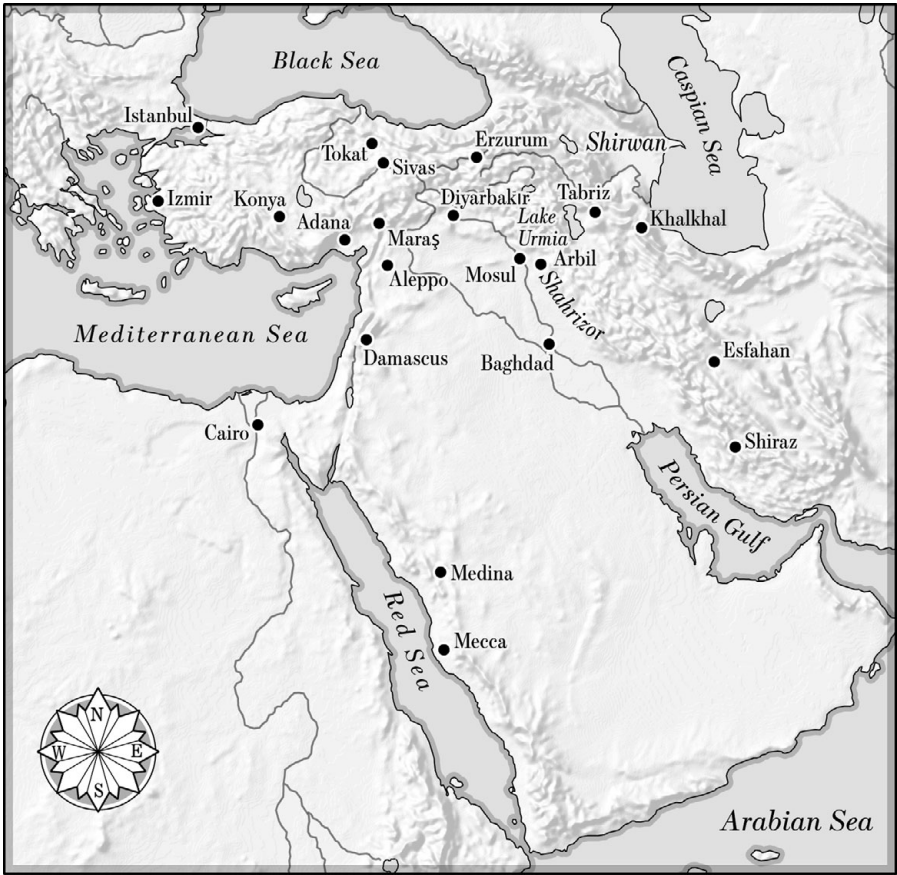 Black Sea
Caspian Sea
Istanbul
Tokat
Sivas
Erzurum
Shirwan
Izmir
Konya
Adana
Maraş
Diyarbakir
Lake
Urmia
Tabriz
Khalkhal
Aleppo
Mosul
Arbil
Shahrizor
Mediterranean Sea
Damascus
Baghdad
Esfahan
Cairo
Shiraz
Persian Gulf
Medina
Red Sea
Mecca
N
W
E
S
Arabian Sea